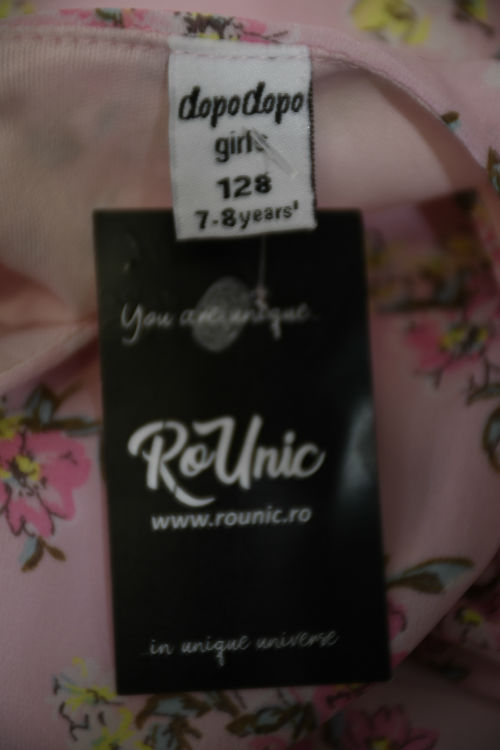 dopodopo
girls
128
7-8years'
You are unique...
RoUnic
www.rounic.ro
...in unique universe